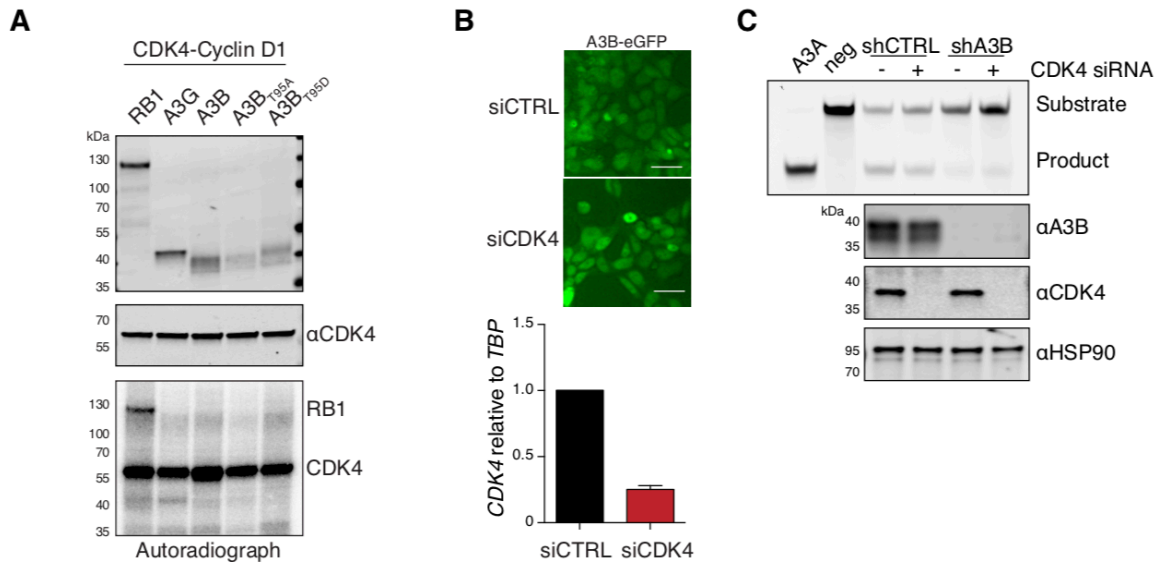 A
CDK4-Cyclin D1
RB1 A3G A3B A3B T95A A3B T95D
kDa
130
100
70
55
40
35
70
55
αCDK4
130
100
70
55
40
35
RB1
CDK4
Autoradiograph
B
A3B-eGFP
siCTRL
siCDK4
CDK4 relative to TBP
1.5
1.0
0.5
0
siCTRL siCDK4
C
A3A neg shCTRL shA3B
- + - + CDK4 siRNA
Substrate
Product
kDa
40
35
αA3B
40
35
αCDK4
95
70
αHSP90